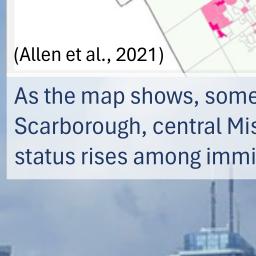 (Allen et al., 2021)
As the map shows, some
Scarborough, central Mis
status rises among immi